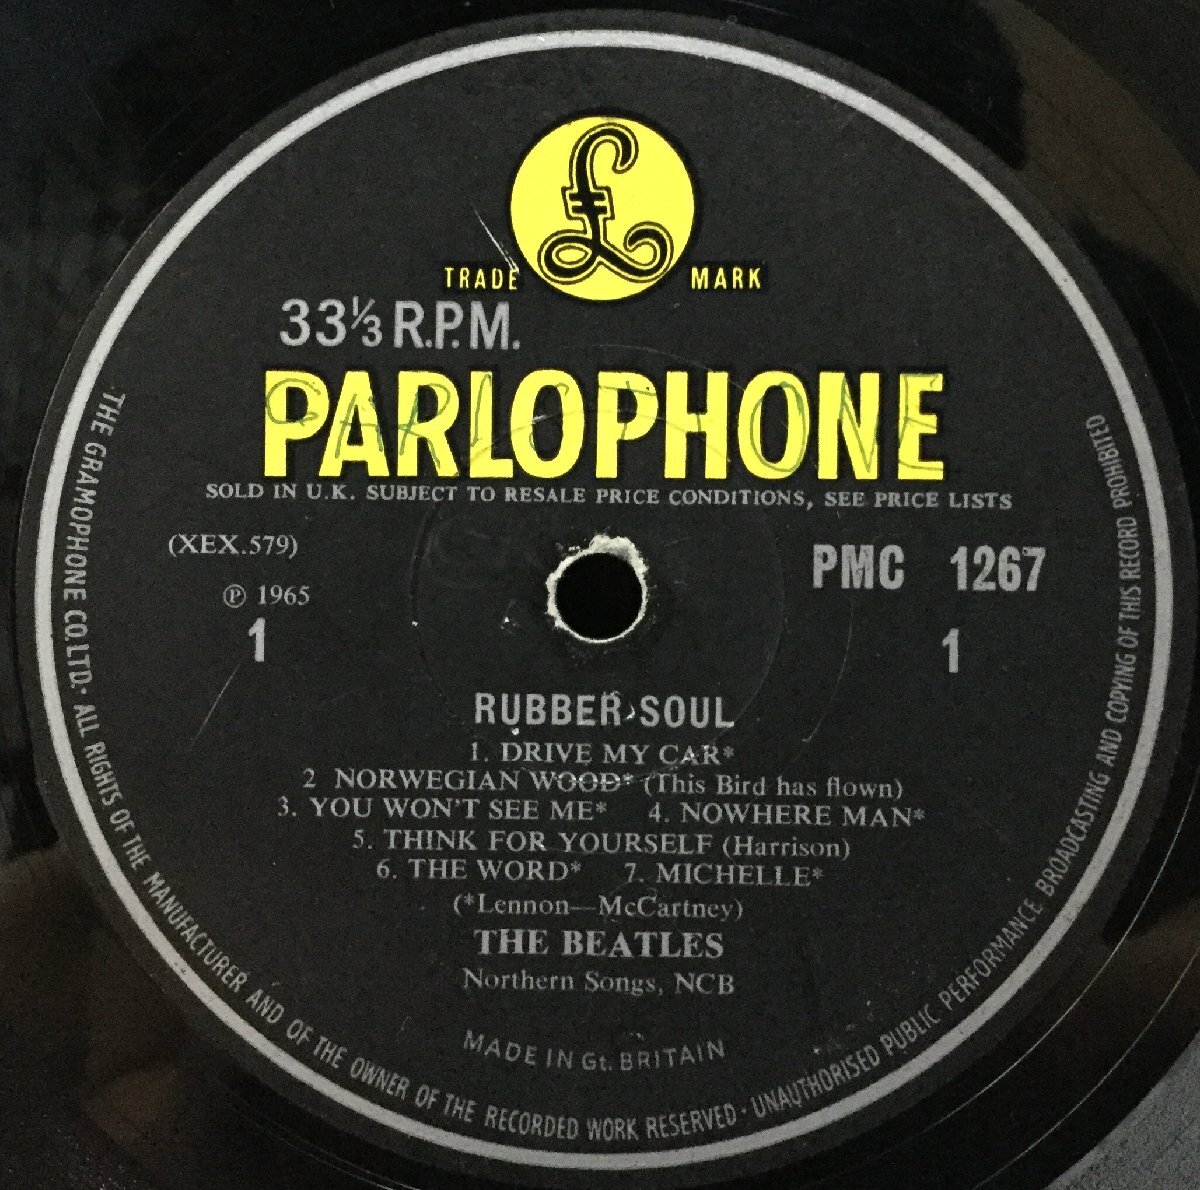 £
TRADE MARK
33⅓ R.P.M.
PARLOPHONE
SOLD IN U.K. SUBJECT TO RESALE PRICE CONDITIONS, SEE PRICE LISTS
(XEX.579)
℗ 1965
1
PMC 1267
1
RUBBER SOUL
1. DRIVE MY CAR*
2 NORWEGIAN WOOD* (This Bird has flown)
3. YOU WON'T SEE ME* 4. NOWHERE MAN*
5. THINK FOR YOURSELF (Harrison)
6. THE WORD* 7. MICHELLE*
(*Lennon—McCartney)
THE BEATLES
Northern Songs, NCB
MADE IN Gt. BRITAIN
THE GRAMOPHONE CO. LTD. · ALL RIGHTS OF THE MANUFACTURER AND OF THE OWNER OF THE RECORDED WORK RESERVED · UNAUTHORISED PUBLIC PERFORMANCE BROADCASTING AND COPYING OF THIS RECORD PROHIBITED